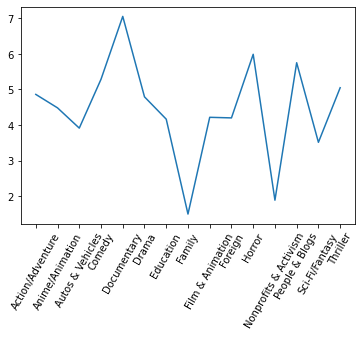 7
6
5
4
3
2
Action/Adventure
Anime/Animation
Autos & Vehicles
Comedy
Documentary
Drama
Education
Family
Film & Animation
Foreign
Horror
Nonprofits & Activism
People & Blogs
Sci-Fi/Fantasy
Thriller